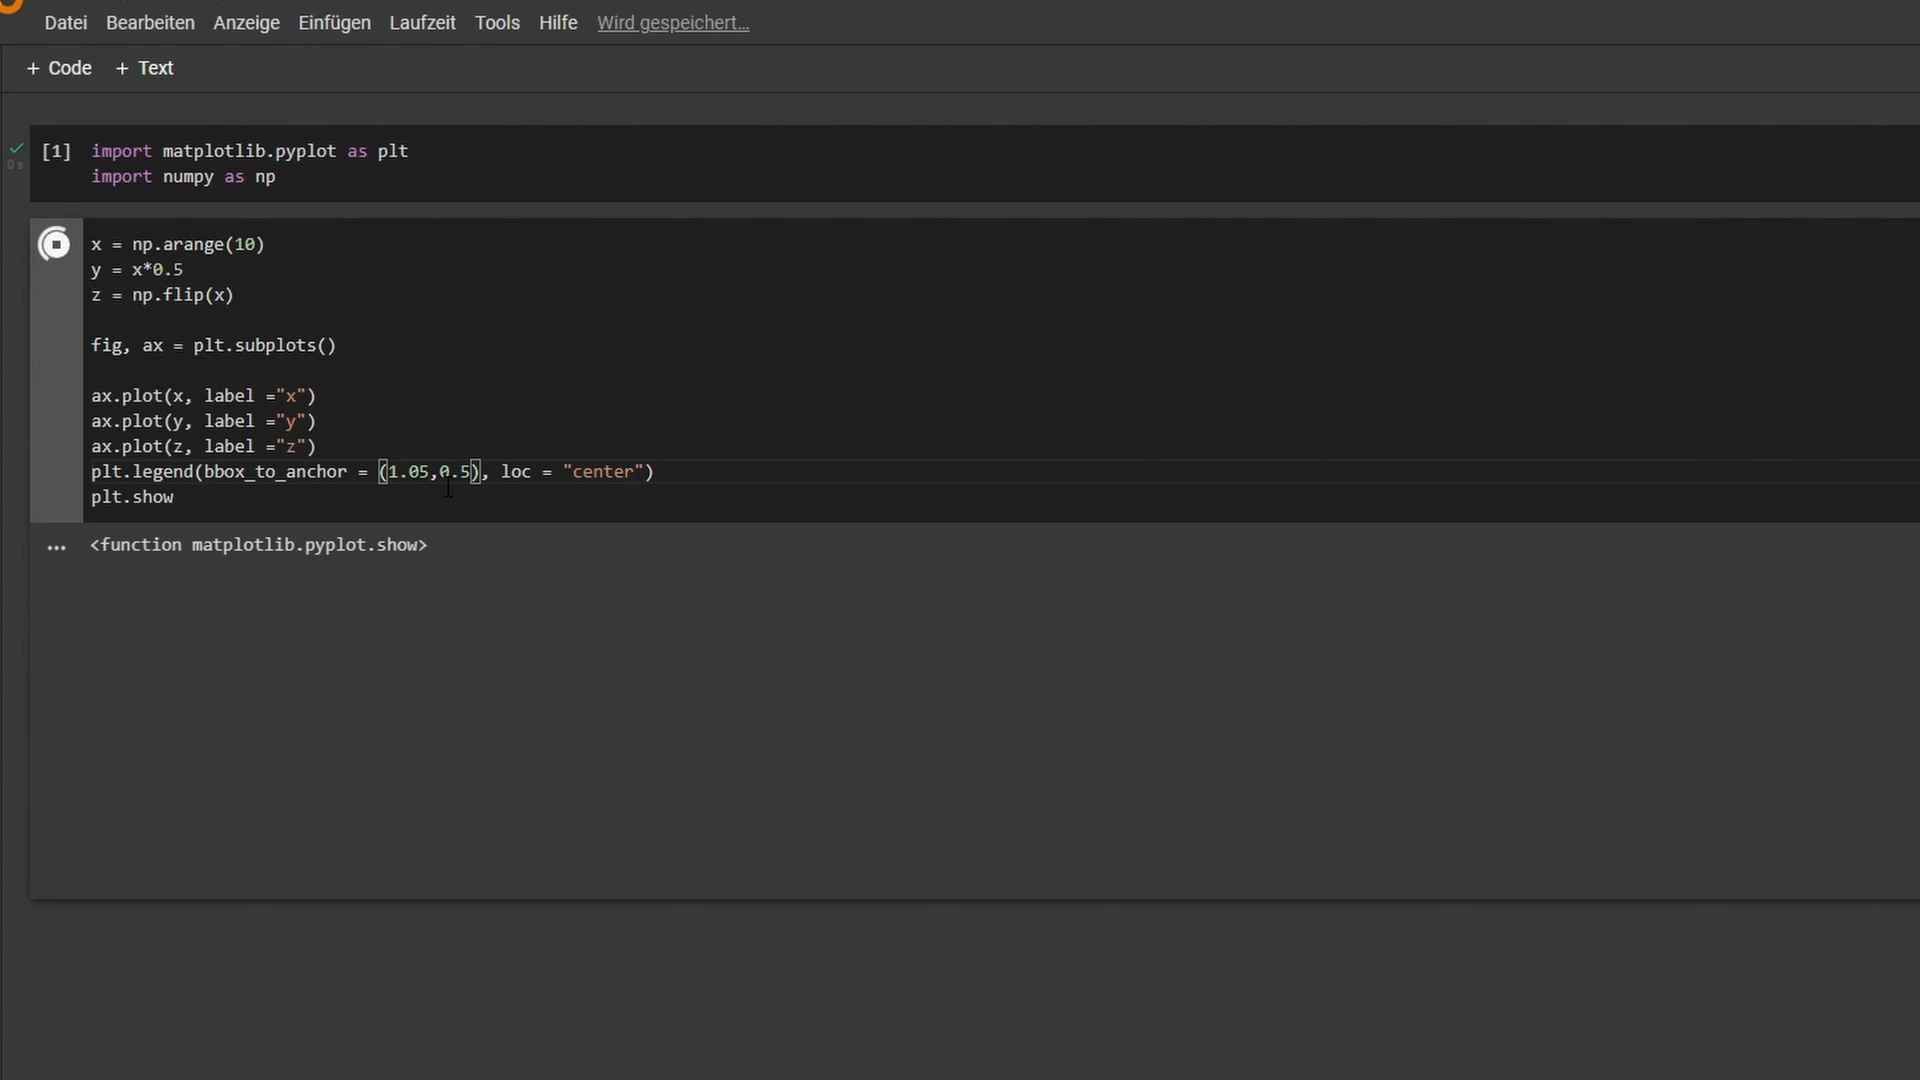 Datei Bearbeiten Anzeige Einfügen Laufzeit Tools Hilfe Wird gespeichert…
+ Code + Text
[1] import matplotlib.pyplot as plt
0 s
import numpy as np
x = np.arange(10)
y = x*0.5
z = np.flip(x)
fig, ax = plt.subplots()
ax.plot(x, label ="x")
ax.plot(y, label ="y")
ax.plot(z, label ="z")
plt.legend(bbox_to_anchor = (1.05,0.5), loc = "center")
plt.show
... <function matplotlib.pyplot.show>